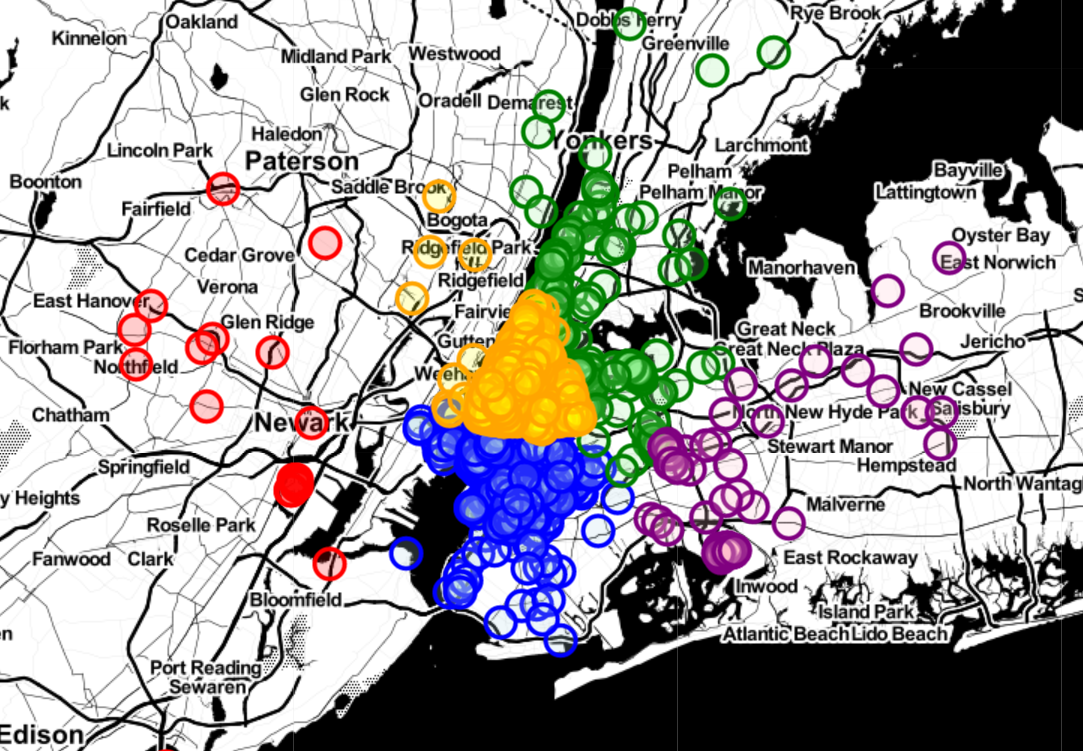 Dobbs Ferry
Rye Brook
Oakland
Kinnelon
Greenville
Midland Park
Westwood
Glen Rock
Oradell
Demarest
Haledon
Yonkers
Lincoln Park
Paterson
Larchmont
Pelham
Bayville
Boonton
Saddle Brook
Pelham Manor
Lattingtown
Fairfield
Bogota
Oyster Bay
Ridgefield Park
Cedar Grove
East Norwich
Manorhaven
Ridgefield
Verona
East Hanover
Brookville
Glen Ridge
Great Neck
Jericho
Florham Park
Great Neck Plaza
Northfield
New Cassel
Salisbury
Chatham
North New Hyde Park
Newark
Stewart Manor
Springfield
Hempstead
y Heights
North Wantagh
Malverne
Roselle Park
Fanwood
Clark
East Rockaway
Inwood
Bloomfield
Island Park
Atlantic Beach
Lido Beach
Port Reading
Sewaren
Edison